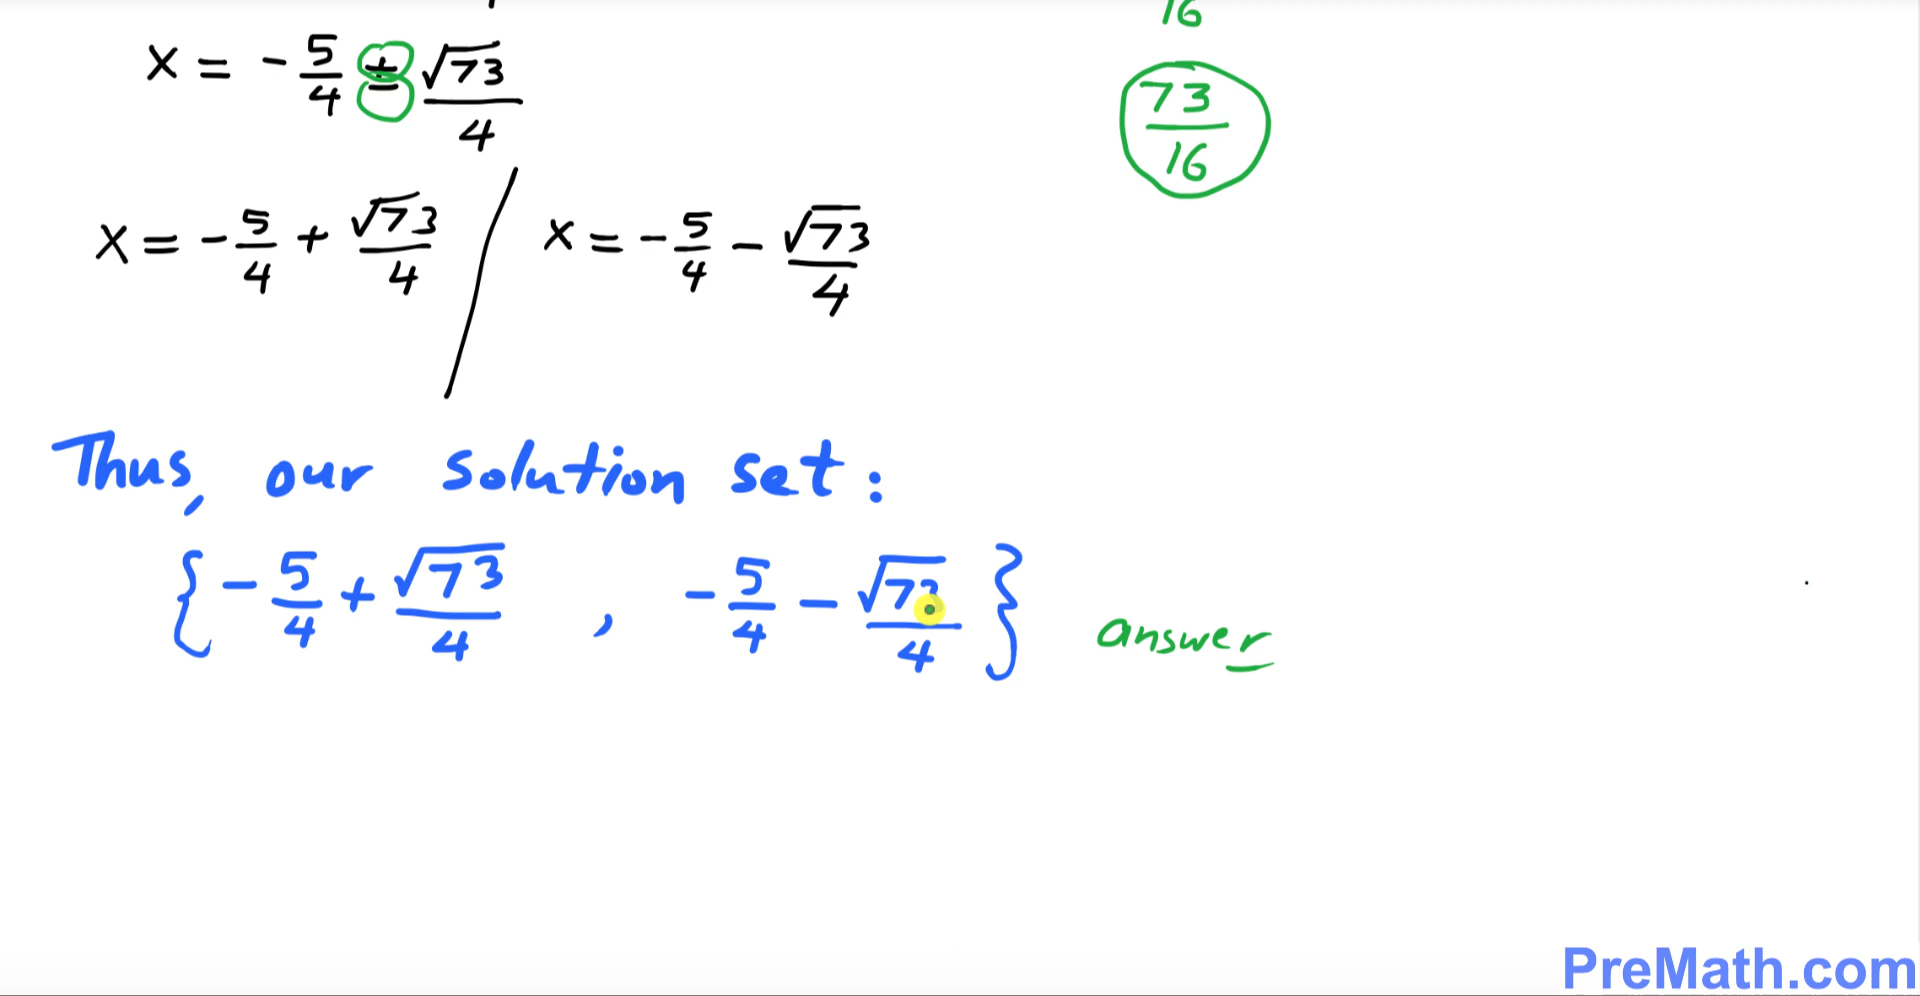 16
x = - 5/4 ± √73/4
73/16
x = - 5/4 + √73/4 / x = - 5/4 - √73/4
Thus, our solution set:
{ - 5/4 + √73/4 , - 5/4 - √73/4 } answer
PreMath.com